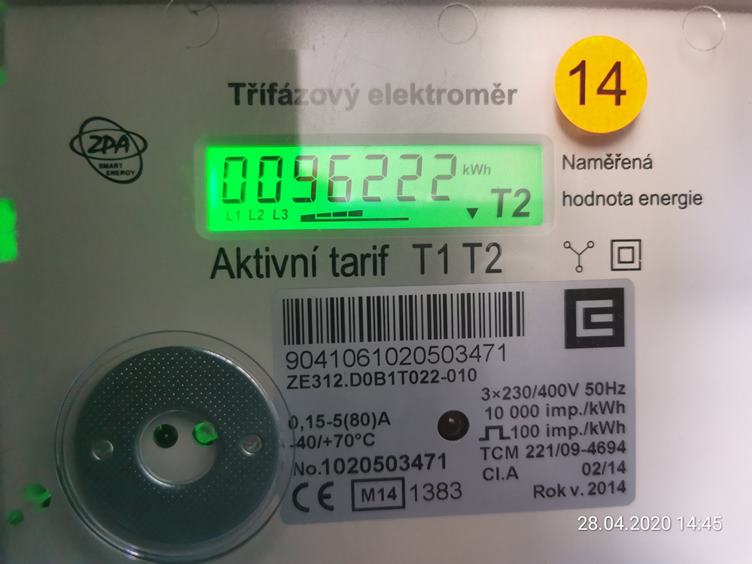 14
Třífázový elektroměr
ZPA
SMART
ENERGY
0096222 kWh
L1 L2 L3
T2
Naměřená
hodnota energie
Aktivní tarif T1 T2
9041061020503471
ZE312.D0B1T022-010
3×230/400V 50Hz
0,15-5(80)A
10 000 imp./kWh
-40/+70°C
100 imp./kWh
TCM 221/09-4694
No.1020503471
Cl.A 02/14
CE M14 1383
Rok v. 2014
28.04.2020 14:45